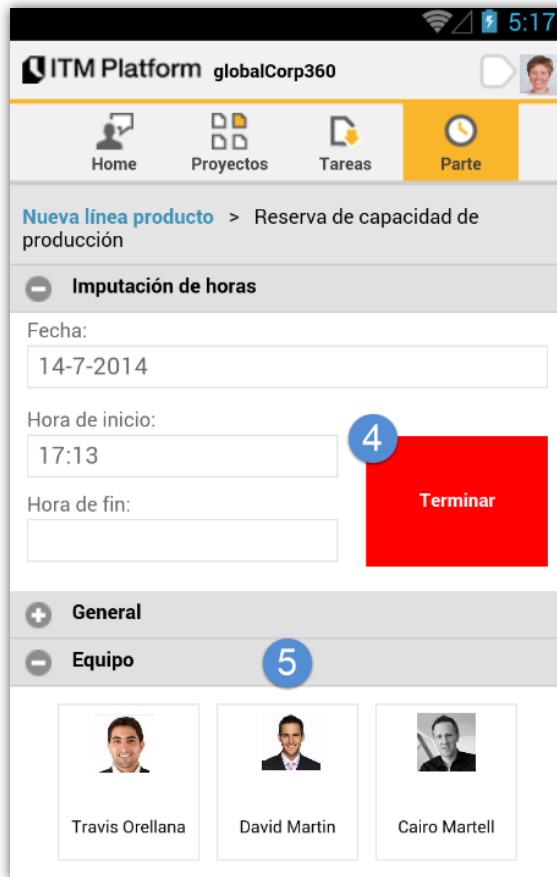 5:17
ITM Platform globalCorp360
Home Proyectos Tareas Parte
Nueva línea producto > Reserva de capacidad de
producción
Imputación de horas
Fecha:
14-7-2014
Hora de inicio:
4
17:13
Terminar
Hora de fin:
General
Equipo
5
Travis Orellana David Martin Cairo Martell